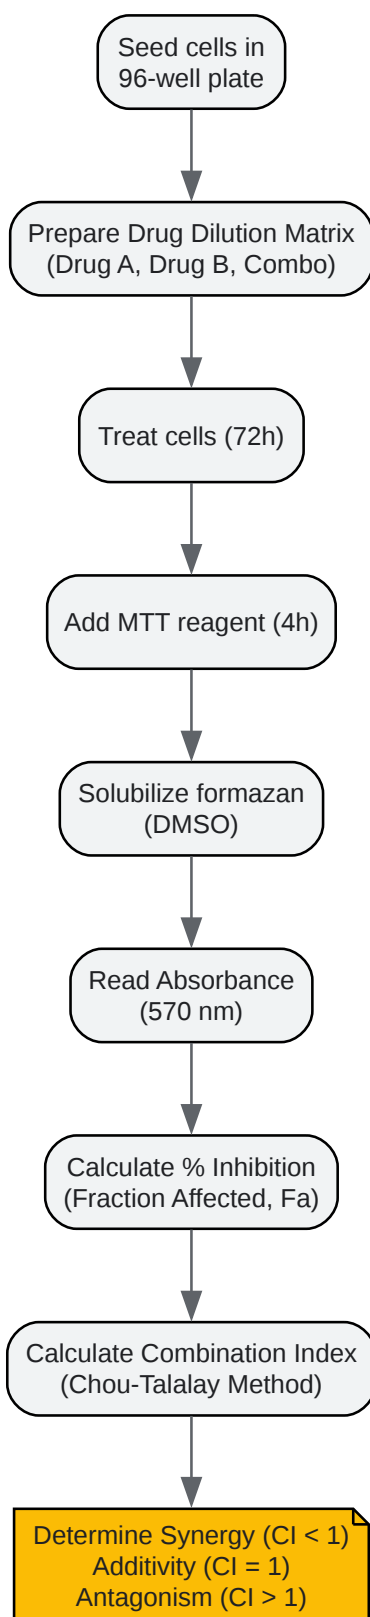 Seed cells in
96-well plate
Prepare Drug Dilution Matrix
(Drug A, Drug B, Combo)
Treat cells (72h)
Add MTT reagent (4h)
Solubilize formazan
(DMSO)
Read Absorbance
(570 nm)
Calculate % Inhibition
(Fraction Affected, Fa)
Calculate Combination Index
(Chou-Talalay Method)
Determine Synergy (CI < 1)
Additivity (CI = 1)
Antagonism (CI > 1)